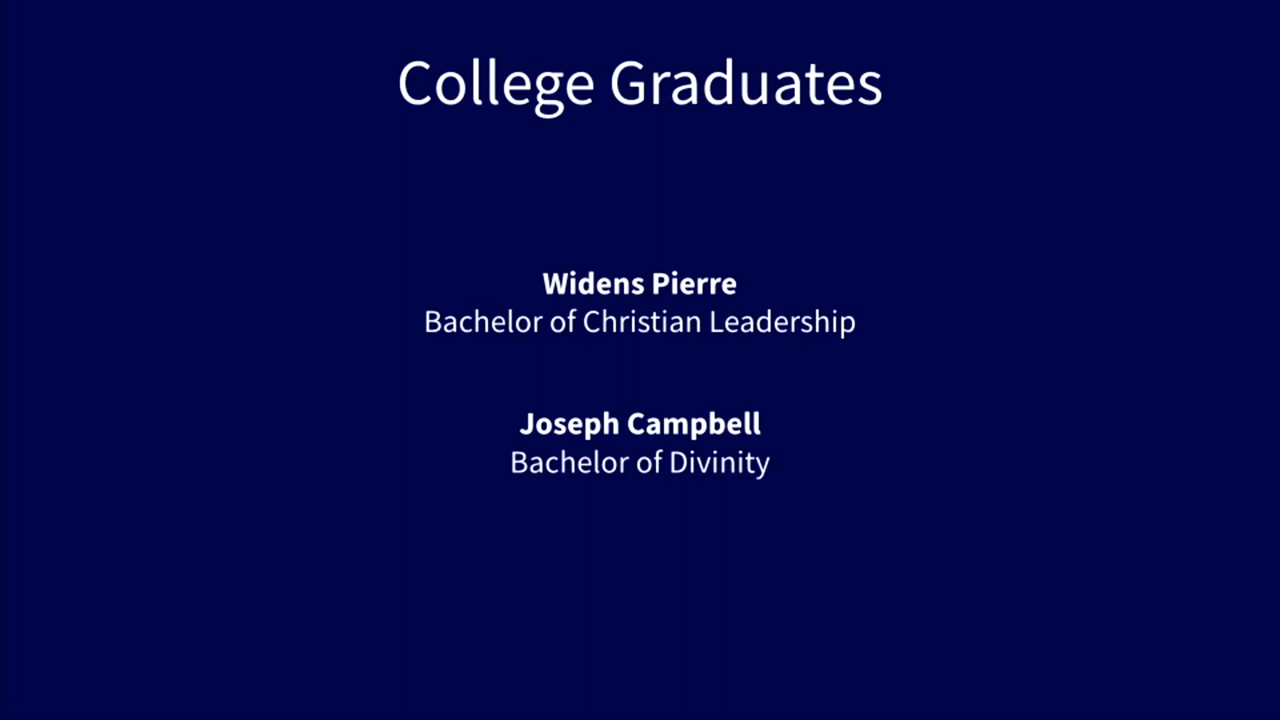 College Graduates
Widens Pierre
Bachelor of Christian Leadership
Joseph Campbell
Bachelor of Divinity